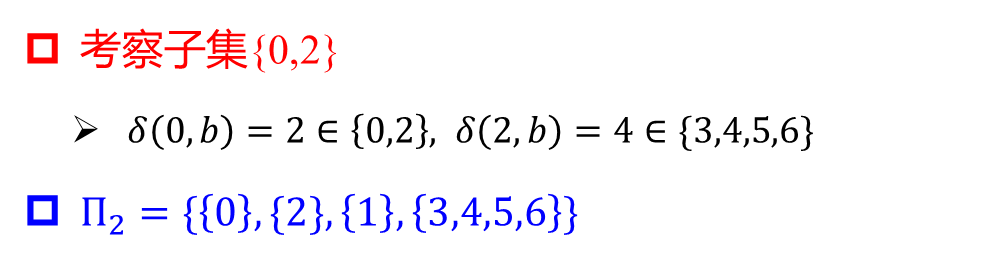 考察子集{0,2}
δ(0,b) = 2 ∈ {0,2}, δ(2,b) = 4 ∈ {3,4,5,6}
Π₂ = {{0},{2},{1},{3,4,5,6}}